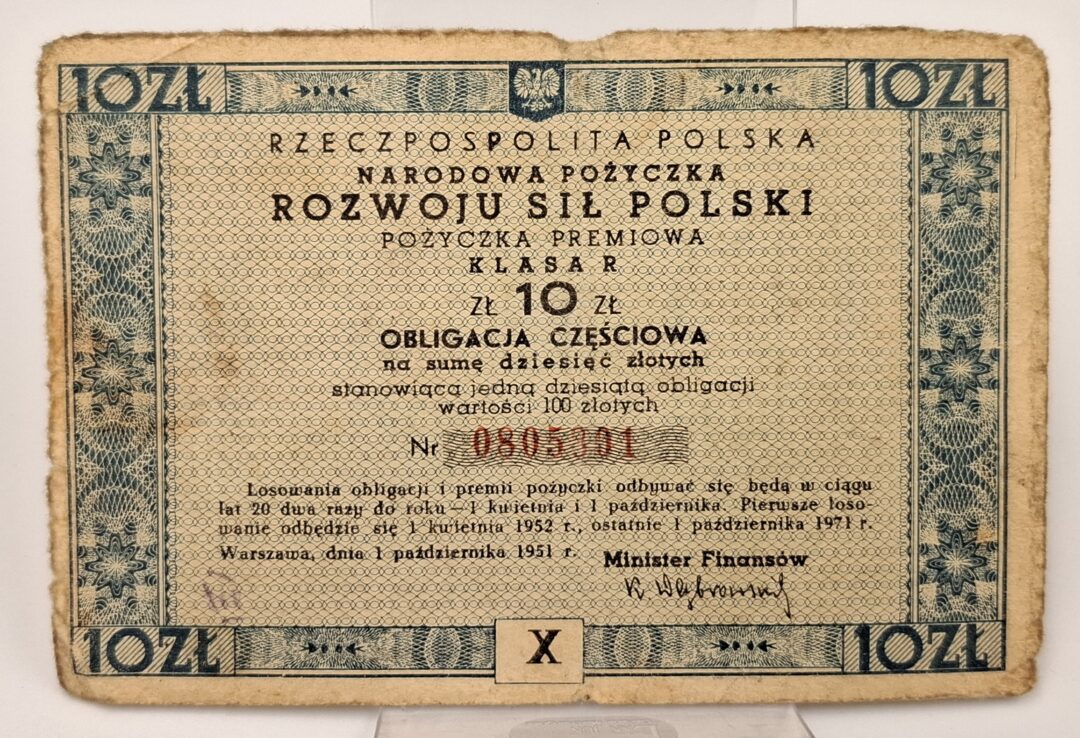 10ZŁ 10ZŁ
RZECZPOSPOLITA POLSKA
NARODOWA POŻYCZKA
ROZWOJU SIŁ POLSKI
POŻYCZKA PREMIOWA
KLASA R
ZŁ 10 ZŁ
OBLIGACJA CZĘŚCIOWA
na sumę dziesięć złotych
stanowiąca jedną dziesiątą obligacji
wartości 100 złotych
Nr 0805301
Losowania obligacji i premii pożyczki odbywać się będą w ciągu
lat 20 dwa razy do roku — 1 kwietnia i 1 października. Pierwsze loso-
wanie odbędzie się 1 kwietnia 1952 r., ostatnie 1 października 1971 r.
Warszawa, dnia 1 października 1951 r.
Minister Finansów
10ZŁ X 10ZŁ